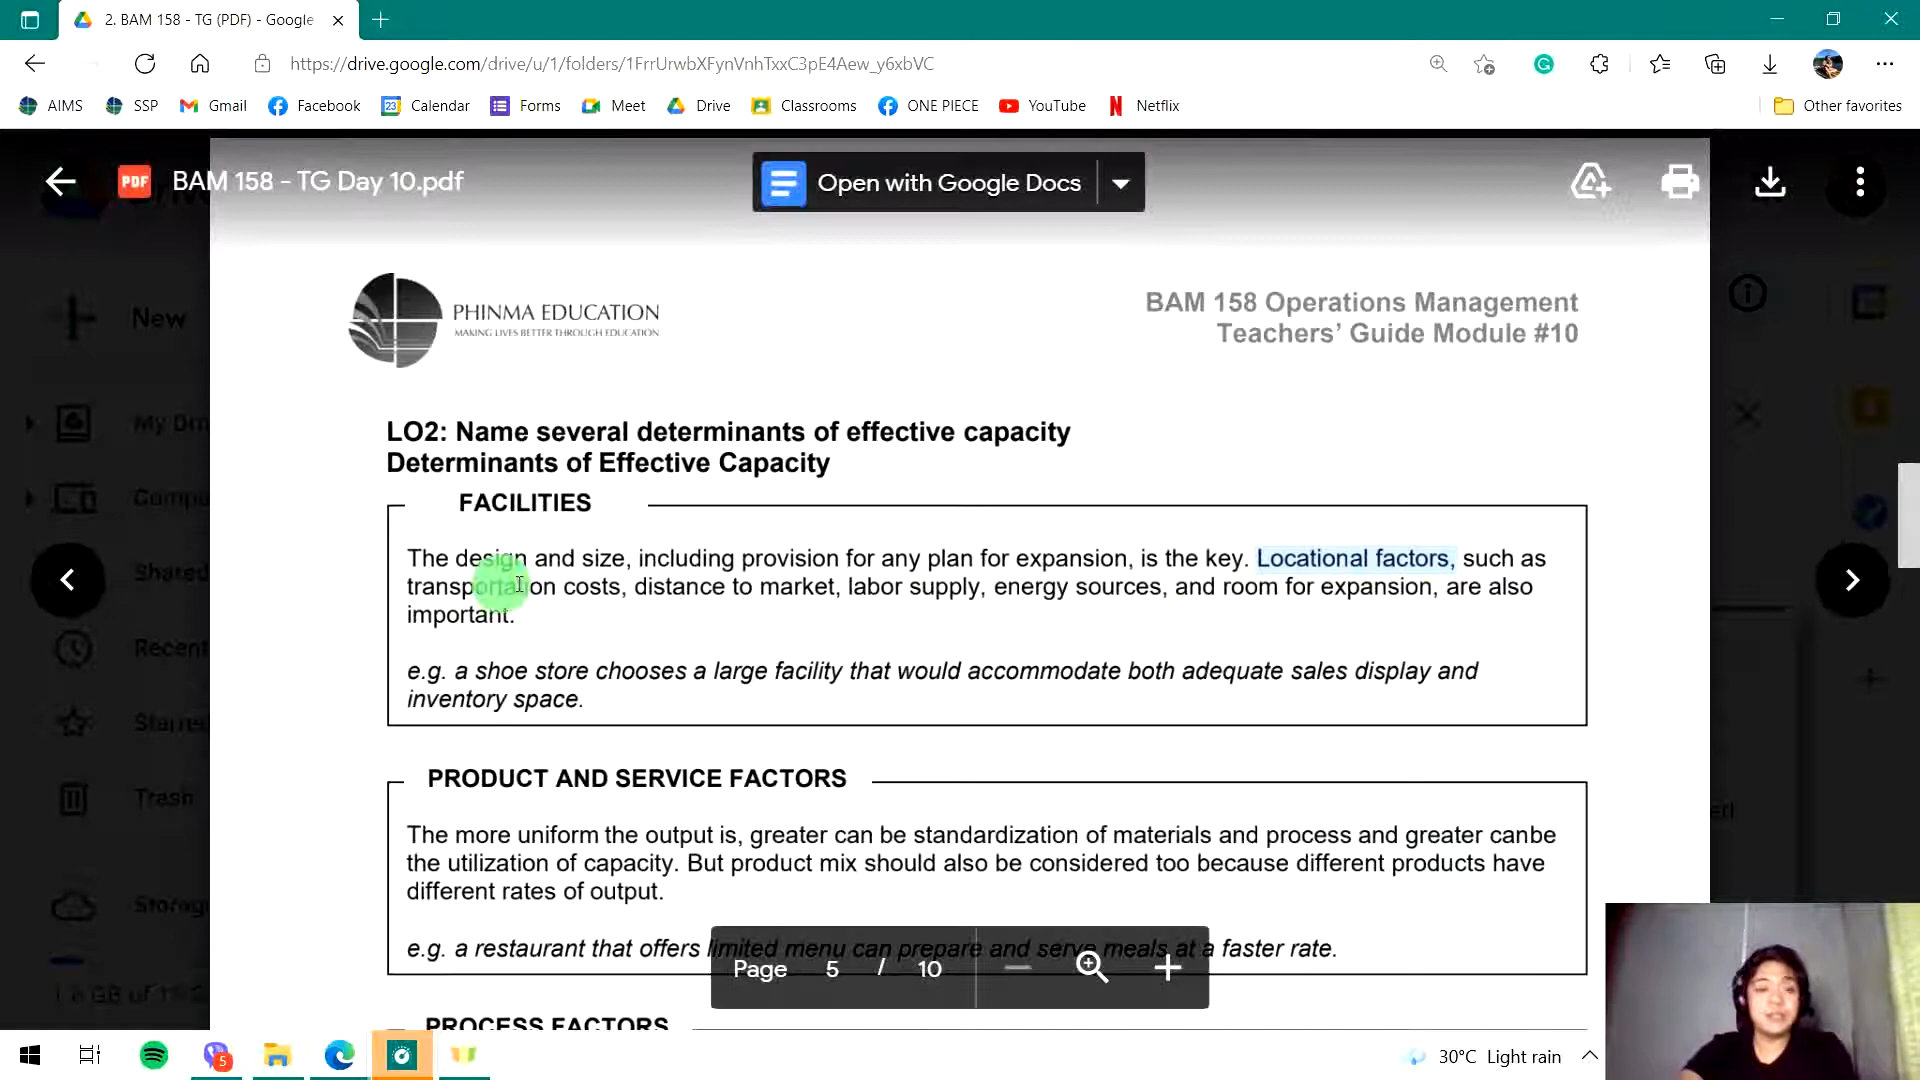 2. BAM 158 - TG (PDF) - Google
https://drive.google.com/drive/u/1/folders/1FrrUrwbXFynVnhTxxC3pE4Aew_y6xbVC
AIMS SSP Gmail Facebook Calendar Forms Meet Drive Classrooms ONE PIECE YouTube Netflix Other favorites
PDF BAM 158 - TG Day 10.pdf Open with Google Docs
PHINMA EDUCATION
MAKING LIVES BETTER THROUGH EDUCATION
BAM 158 Operations Management
Teachers' Guide Module #10
New
LO2: Name several determinants of effective capacity
Determinants of Effective Capacity
FACILITIES
The design and size, including provision for any plan for expansion, is the key. Locational factors, such as
transportation costs, distance to market, labor supply, energy sources, and room for expansion, are also
important.
e.g. a shoe store chooses a large facility that would accommodate both adequate sales display and
inventory space.
Shared
Recent
Starred
Trash
PRODUCT AND SERVICE FACTORS
The more uniform the output is, greater can be standardization of materials and process and greater canbe
the utilization of capacity. But product mix should also be considered too because different products have
different rates of output.
e.g. a restaurant that offers limited menu can prepare and serve meals at a faster rate.
Page 5 / 10
PROCESS FACTORS
5
30°C Light rain